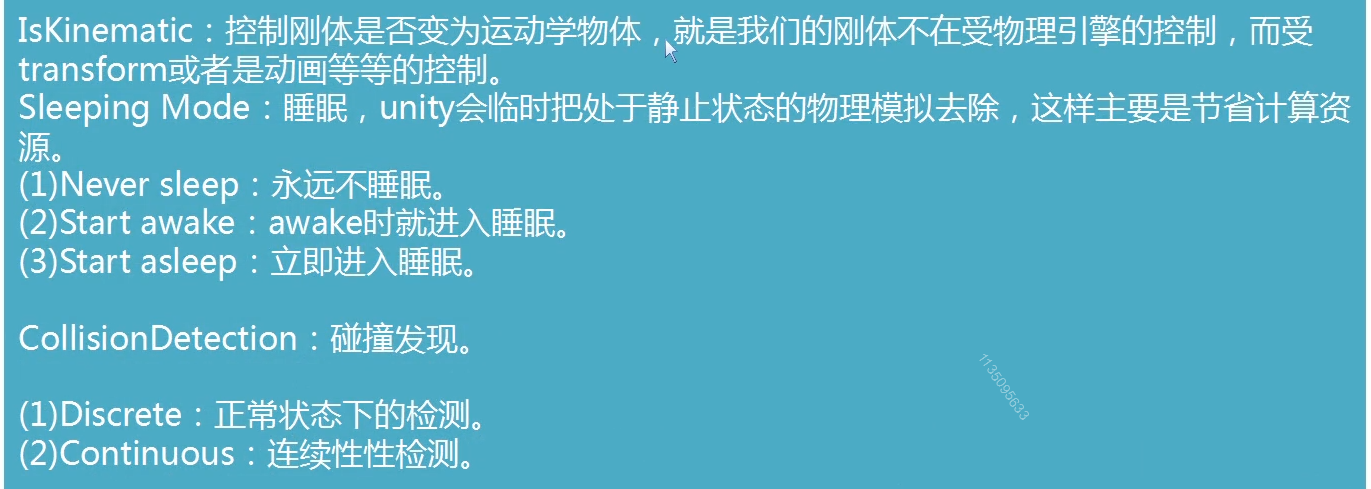 IsKinematic：控制刚体是否变为运动学物体，就是我们的刚体不在受物理引擎的控制，而受
transform或者是动画等等的控制。
Sleeping Mode：睡眠，unity会临时把处于静止状态的物理模拟去除，这样主要是节省计算资
源。
(1)Never sleep：永远不睡眠。
(2)Start awake：awake时就进入睡眠。
(3)Start asleep：立即进入睡眠。
CollisionDetection：碰撞发现。
(1)Discrete：正常状态下的检测。
(2)Continuous：连续性性检测。
1135095633